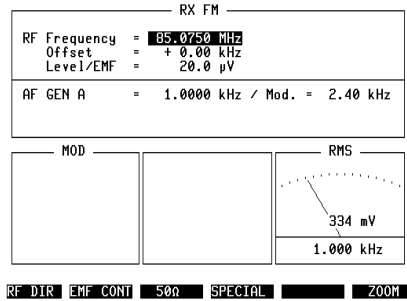 RX FM
RF Frequency = 85.0750 MHz
Offset = + 0.00 kHz
Level/EMF = 20.0 µV
AF GEN A = 1.0000 kHz / Mod. = 2.40 kHz
MOD RMS
334 mV
1.000 kHz
RF DIR EMF CONT 50Ω SPECIAL ZOOM